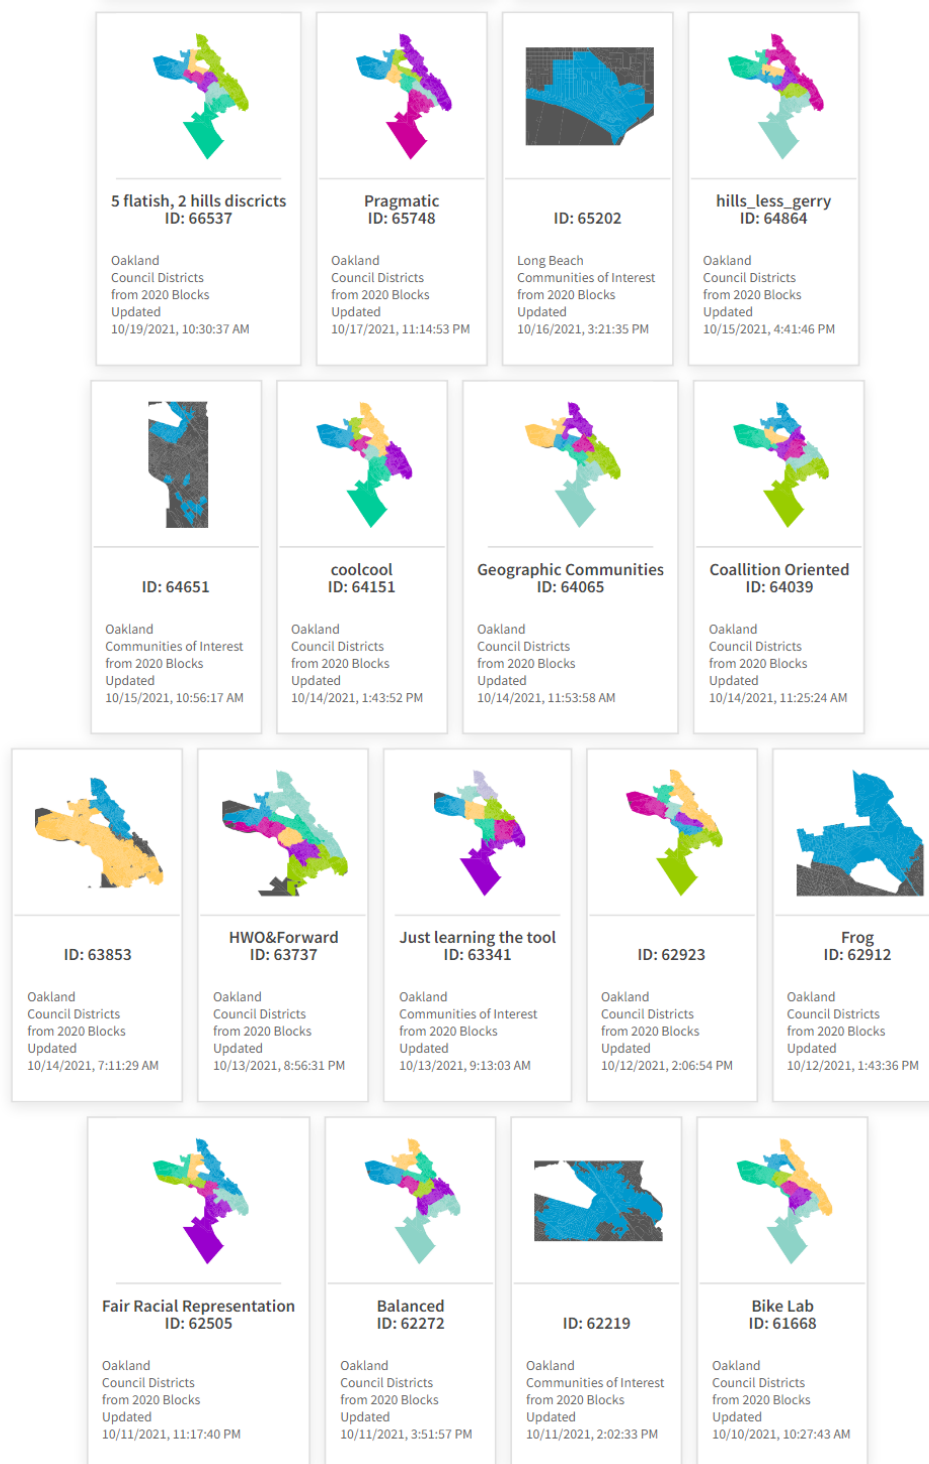 5 flatish, 2 hills discricts
ID: 66537
Oakland
Council Districts
from 2020 Blocks
Updated
10/19/2021, 10:30:37 AM
Pragmatic
ID: 65748
Oakland
Council Districts
from 2020 Blocks
Updated
10/17/2021, 11:14:53 PM
ID: 65202
Long Beach
Communities of Interest
from 2020 Blocks
Updated
10/16/2021, 3:21:35 PM
hills_less_gerry
ID: 64864
Oakland
Council Districts
from 2020 Blocks
Updated
10/15/2021, 4:41:46 PM
ID: 64651
Oakland
Communities of Interest
from 2020 Blocks
Updated
10/15/2021, 10:56:17 AM
coolcool
ID: 64151
Oakland
Council Districts
from 2020 Blocks
Updated
10/14/2021, 1:43:52 PM
Geographic Communities
ID: 64065
Oakland
Council Districts
from 2020 Blocks
Updated
10/14/2021, 11:53:58 AM
Coallition Oriented
ID: 64039
Oakland
Council Districts
from 2020 Blocks
Updated
10/14/2021, 11:25:24 AM
ID: 63853
Oakland
Council Districts
from 2020 Blocks
Updated
10/14/2021, 7:11:29 AM
HWO&Forward
ID: 63737
Oakland
Council Districts
from 2020 Blocks
Updated
10/13/2021, 8:56:31 PM
Just learning the tool
ID: 63341
Oakland
Communities of Interest
from 2020 Blocks
Updated
10/13/2021, 9:13:03 AM
ID: 62923
Oakland
Council Districts
from 2020 Blocks
Updated
10/12/2021, 2:06:54 PM
Frog
ID: 62912
Oakland
Council Districts
from 2020 Blocks
Updated
10/12/2021, 1:43:36 PM
Fair Racial Representation
ID: 62505
Oakland
Council Districts
from 2020 Blocks
Updated
10/11/2021, 11:17:40 PM
Balanced
ID: 62272
Oakland
Council Districts
from 2020 Blocks
Updated
10/11/2021, 3:51:57 PM
ID: 62219
Oakland
Communities of Interest
from 2020 Blocks
Updated
10/11/2021, 2:02:33 PM
Bike Lab
ID: 61668
Oakland
Council Districts
from 2020 Blocks
Updated
10/10/2021, 10:27:43 AM